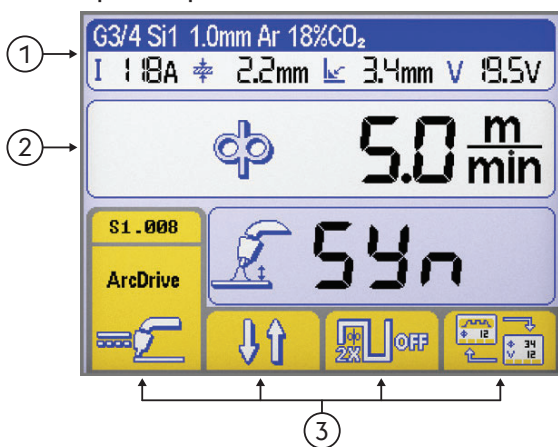 G3/4 Si1 1.0mm Ar 18%CO₂
I 118A 2.2mm 3.4mm V 19.5V
5.0 m/min
S1.008
ArcDrive
Syn
2X OFF
12
34
V 12
1
2
3